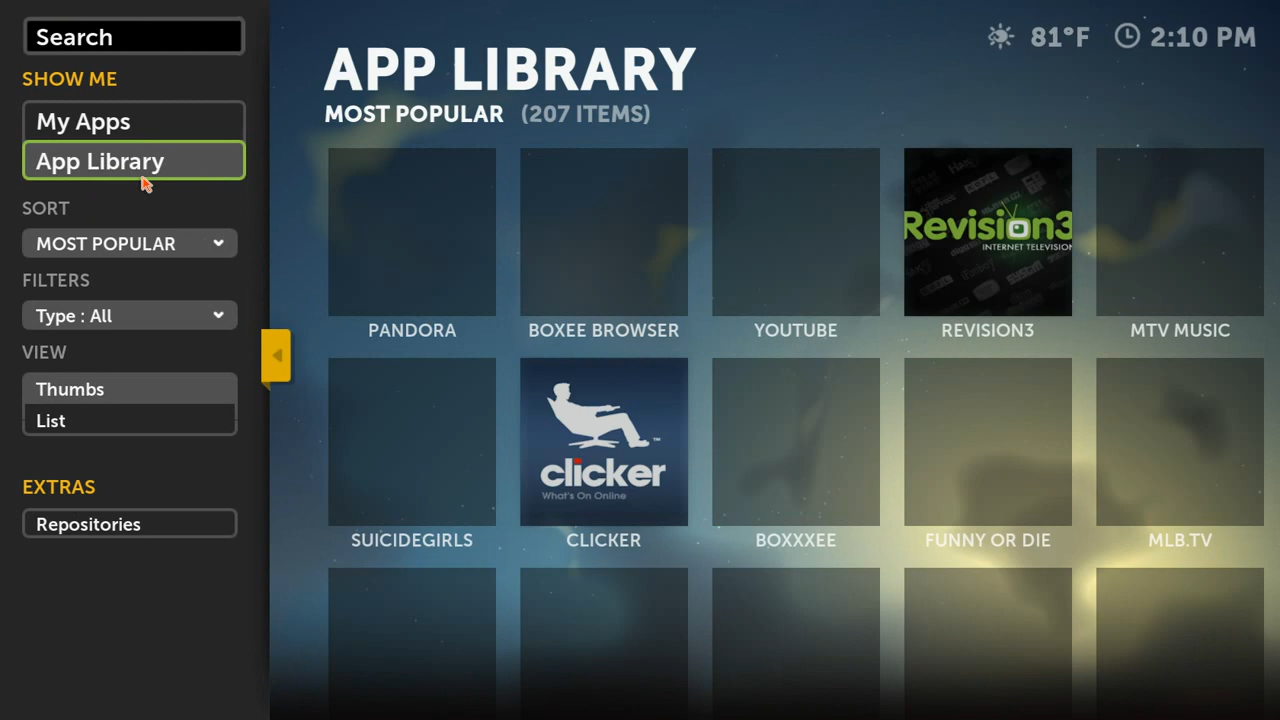 Search
SHOW ME
My Apps
App Library
SORT
MOST POPULAR
FILTERS
Type : All
VIEW
Thumbs
List
EXTRAS
Repositories
81°F 2:10 PM
APP LIBRARY
MOST POPULAR (207 ITEMS)
Revision3
INTERNET TELEVISION
PANDORA BOXEE BROWSER YOUTUBE REVISION3 MTV MUSIC
clicker™
What's On Online
SUICIDEGIRLS CLICKER BOXXXEE FUNNY OR DIE MLB.TV